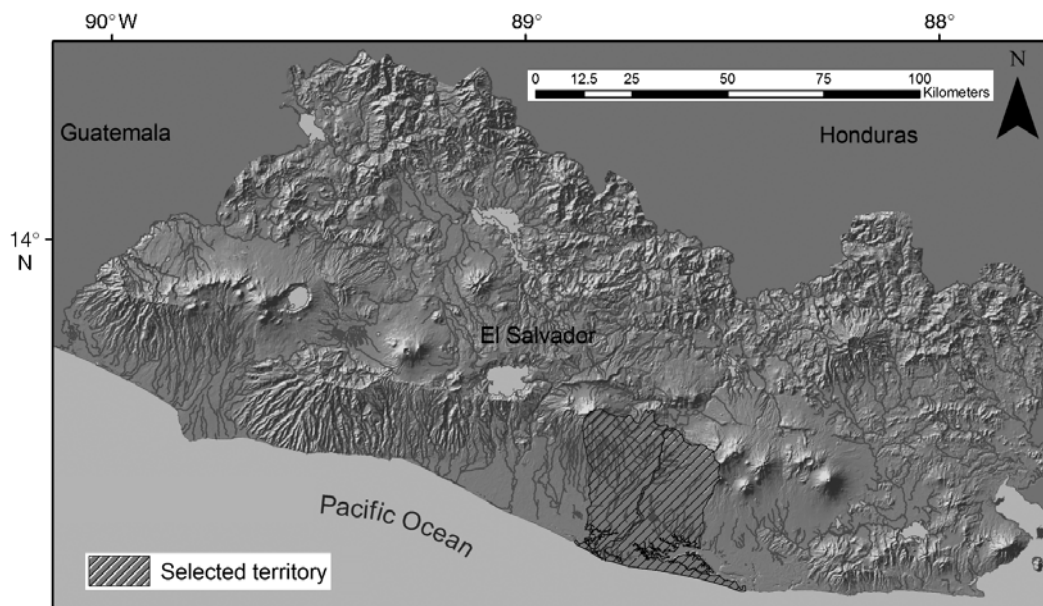 90°W
89°
88°
N
0 12.5 25 50 75 100
Kilometers
Guatemala
Honduras
14°
N
El Salvador
Pacific Ocean
Selected territory